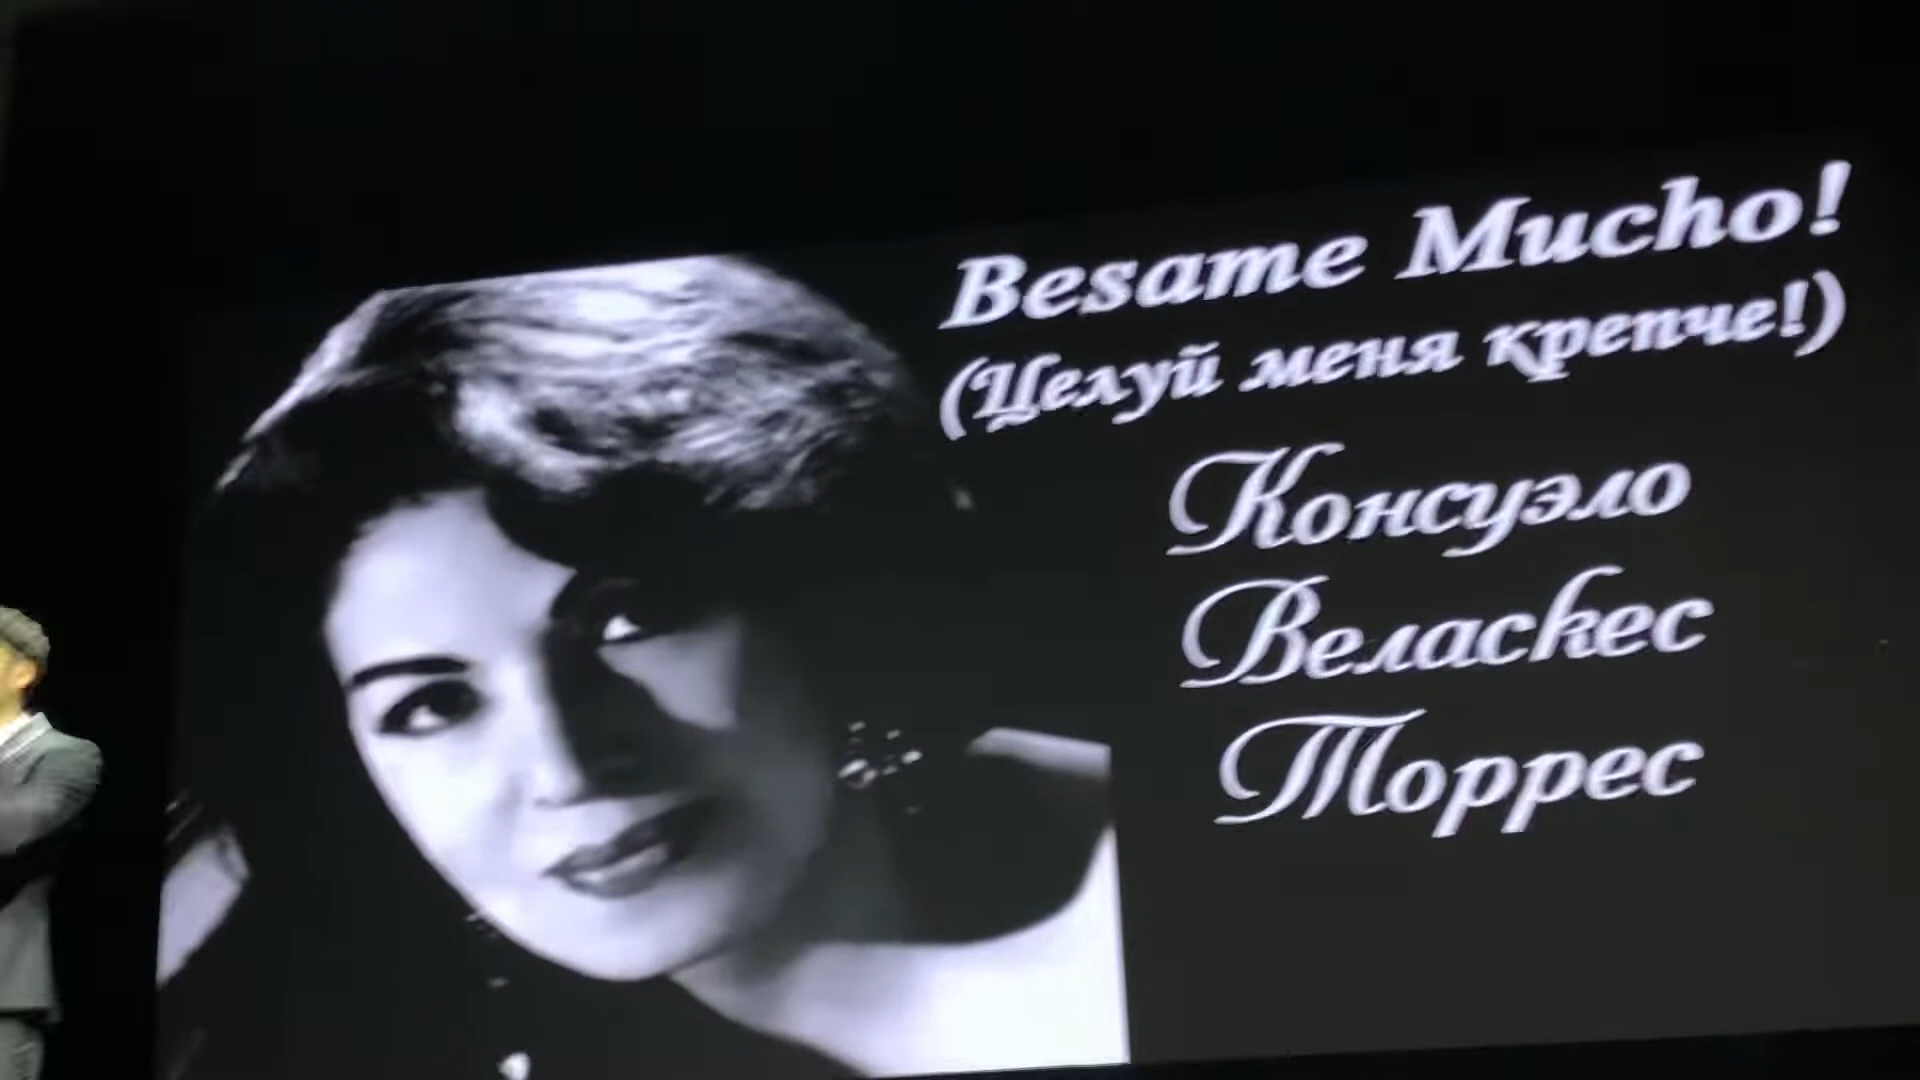 Besame Mucho!
(Целуй меня крепче!)
Консуэло
Веласкес
Торрес